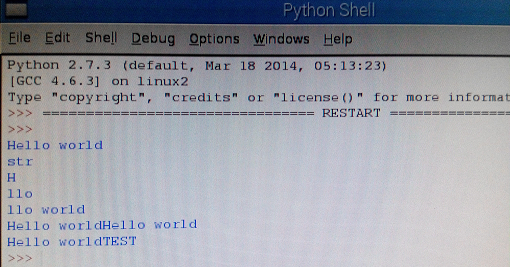 Python Shell
File Edit Shell Debug Options Windows Help
Python 2.7.3 (default, Mar 18 2014, 05:13:23)
[GCC 4.6.3] on linux2
Type "copyright", "credits" or "license()" for more informat
>>> ================================ RESTART ================
>>>
Hello world
str
H
llo
llo world
Hello worldHello world
Hello worldTEST
>>>